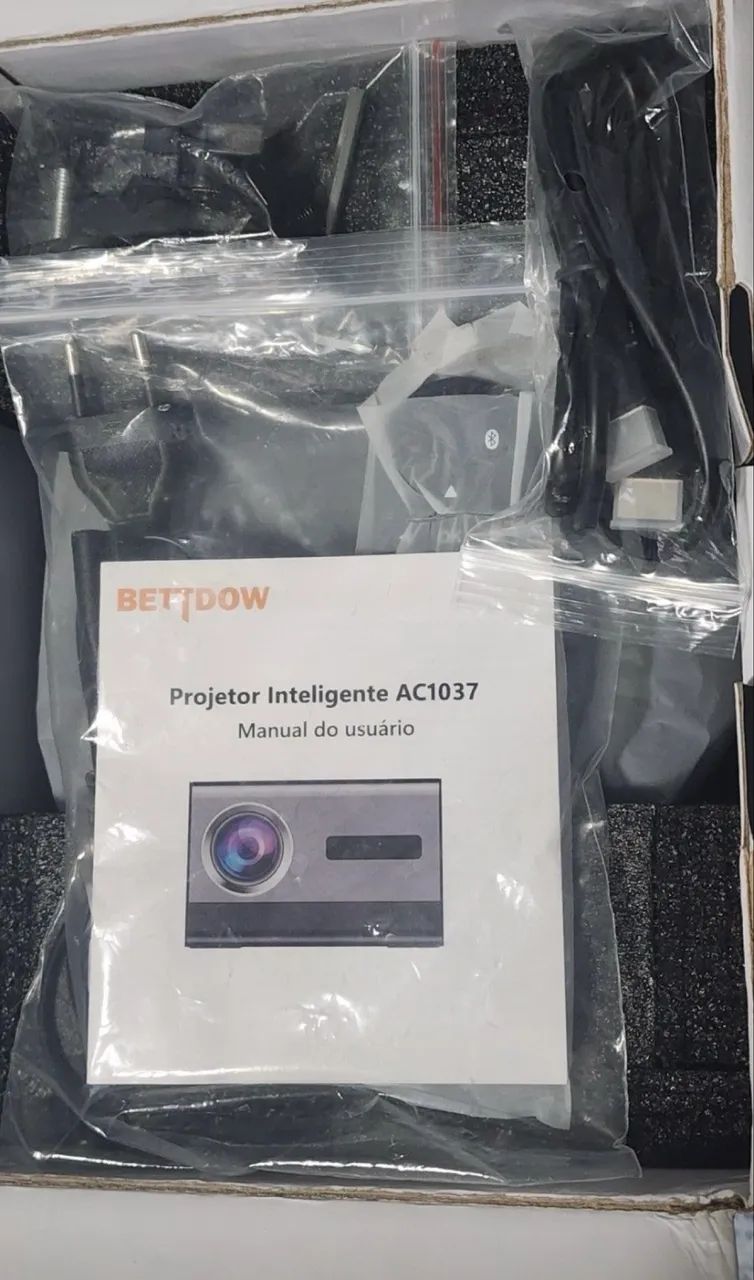 BETTDOW
Projetor Inteligente AC1037
Manual do usuário